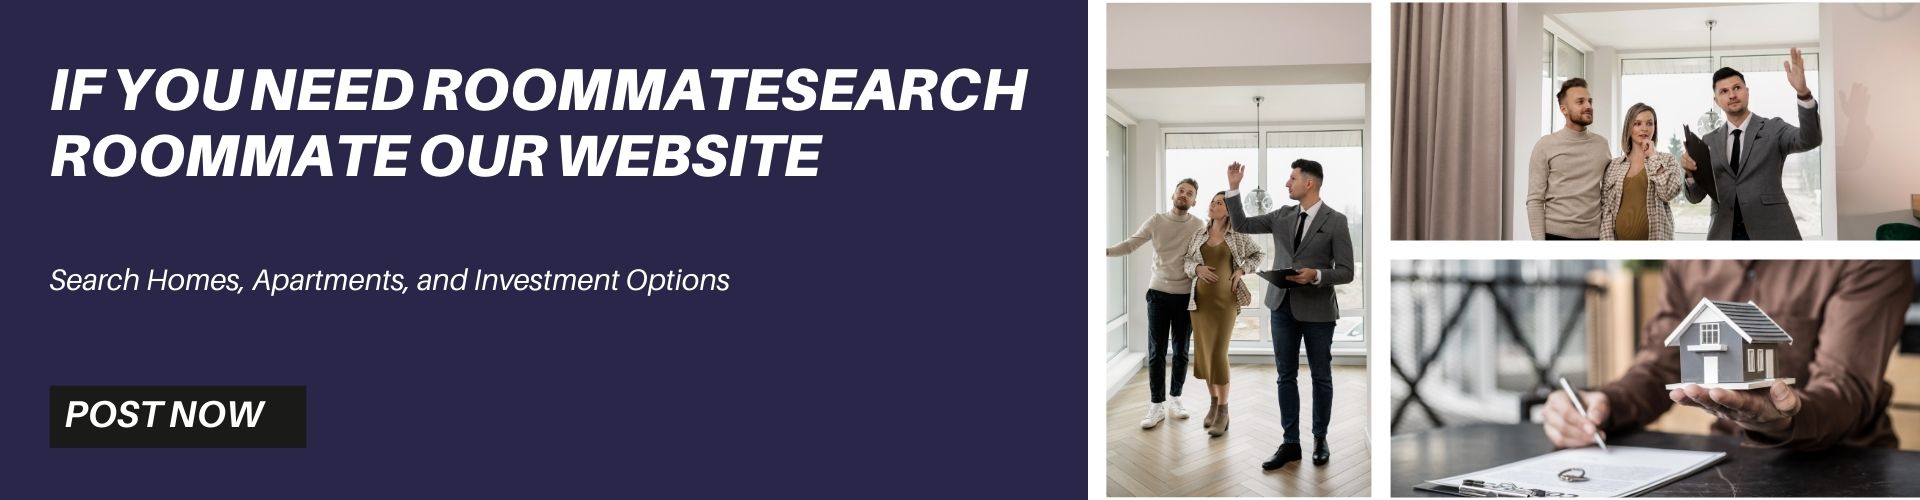 IF YOU NEED ROOMMATESEARCH
ROOMMATE OUR WEBSITE
Search Homes, Apartments, and Investment Options
POST NOW